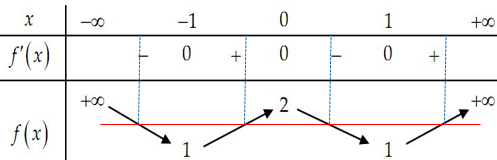 x −∞ −1 0 1 +∞
f'(x) − 0 + 0 − 0 +
f(x) +∞ 1 2 1 +∞